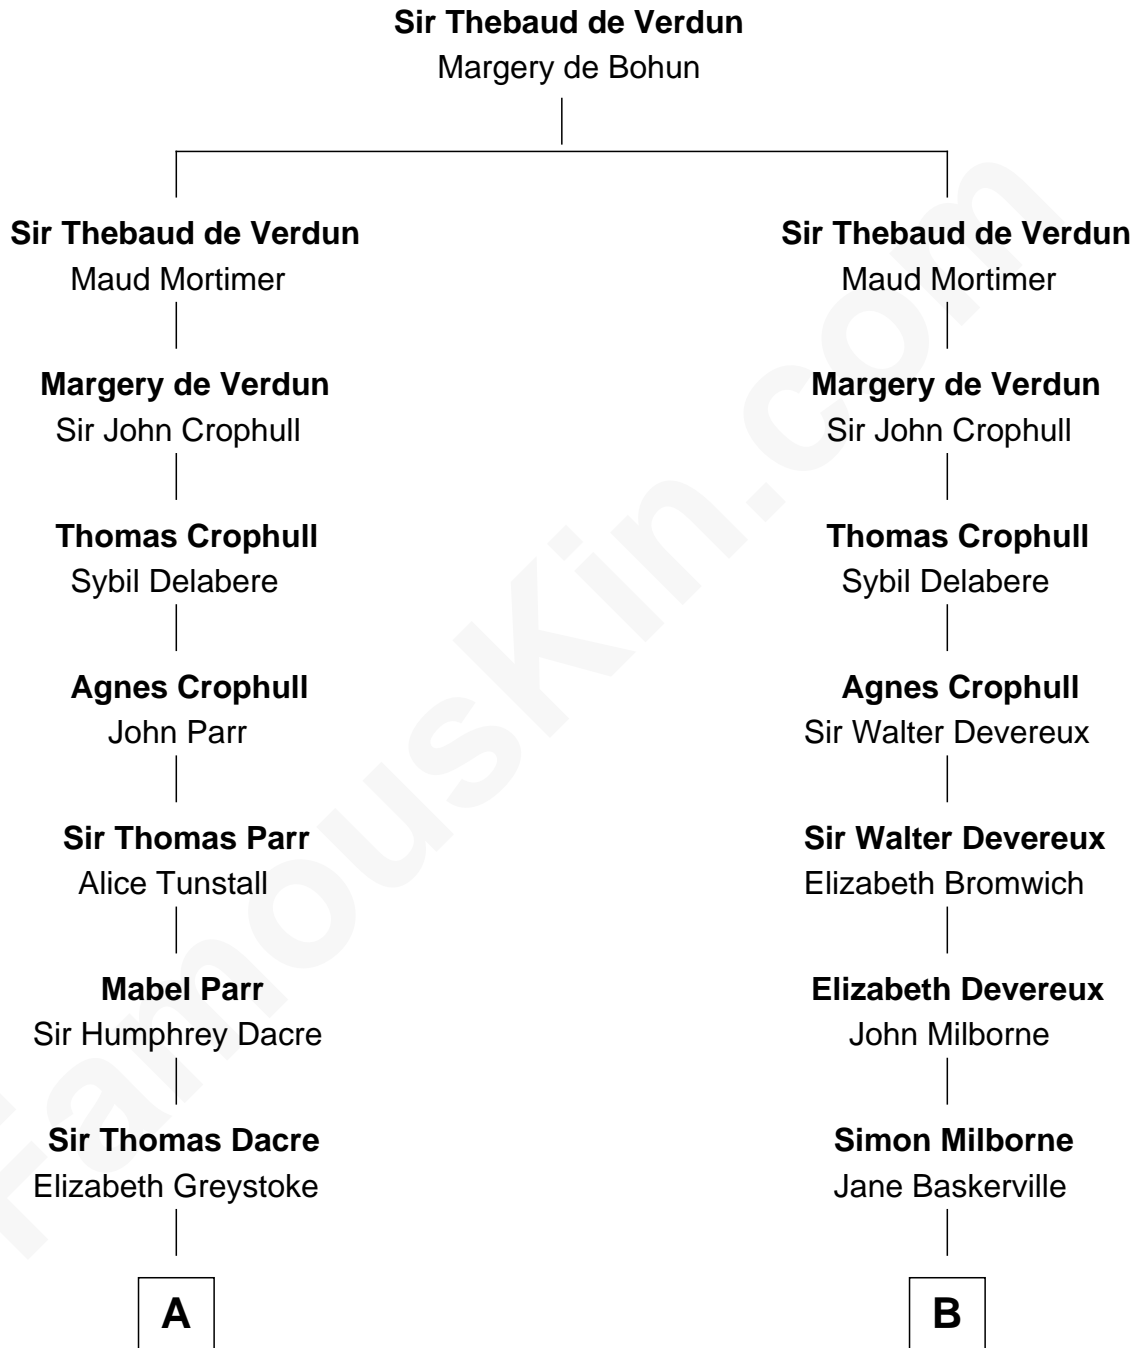 Sir Thebaud de Verdun
Margery de Bohun
Sir Thebaud de Verdun
Maud Mortimer
Margery de Verdun
Sir John Crophull
Thomas Crophull
Sybil Delabere
Agnes Crophull
John Parr
Sir Thomas Parr
Alice Tunstall
Mabel Parr
Sir Humphrey Dacre
Sir Thomas Dacre
Elizabeth Greystoke
A
Sir Thebaud de Verdun
Maud Mortimer
Margery de Verdun
Sir John Crophull
Thomas Crophull
Sybil Delabere
Agnes Crophull
Sir Walter Devereux
Sir Walter Devereux
Elizabeth Bromwich
Elizabeth Devereux
John Milborne
Simon Milborne
Jane Baskerville
B
FamousKin.com